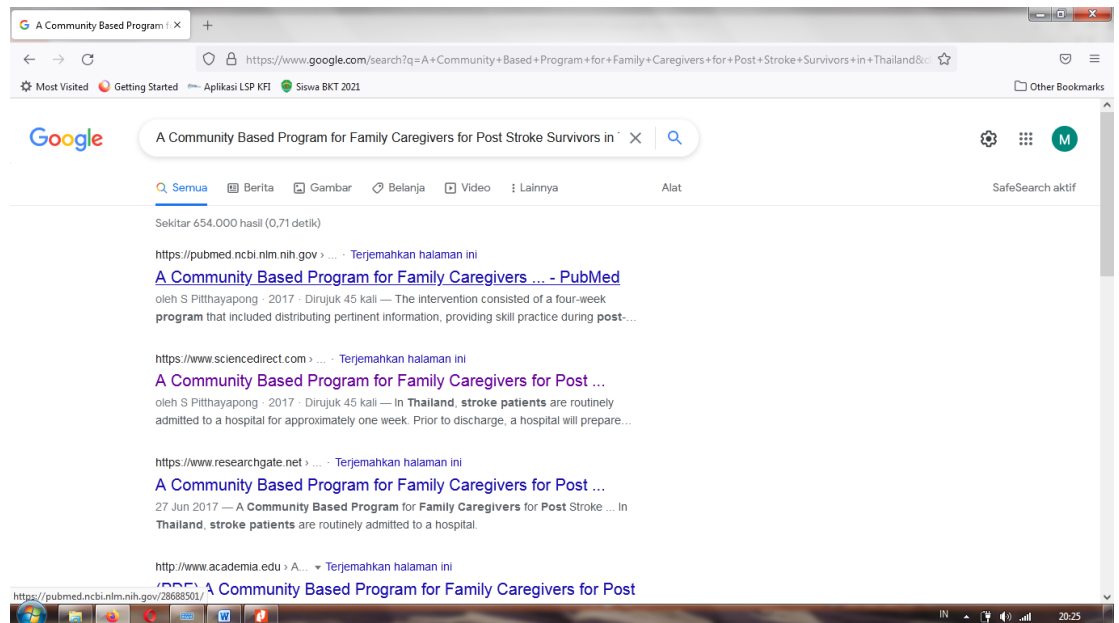 A Community Based Program f
https://www.google.com/search?q=A+Community+Based+Program+for+Family+Caregivers+for+Post+Stroke+Survivors+in+Thailand&c
Most Visited Getting Started Aplikasi LSP KFI Siswa BKT 2021 Other Bookmarks
Google A Community Based Program for Family Caregivers for Post Stroke Survivors in M
Semua Berita Gambar Belanja Video Lainnya Alat SafeSearch aktif
Sekitar 654.000 hasil (0,71 detik)
https://pubmed.ncbi.nlm.nih.gov › ... · Terjemahkan halaman ini
A Community Based Program for Family Caregivers ... - PubMed
oleh S Pitthayapong · 2017 · Dirujuk 45 kali — The intervention consisted of a four-week
program that included distributing pertinent information, providing skill practice during post-...
https://www.sciencedirect.com › ... · Terjemahkan halaman ini
A Community Based Program for Family Caregivers for Post ...
oleh S Pitthayapong · 2017 · Dirujuk 45 kali — In Thailand, stroke patients are routinely
admitted to a hospital for approximately one week. Prior to discharge, a hospital will prepare...
https://www.researchgate.net › ... · Terjemahkan halaman ini
A Community Based Program for Family Caregivers for Post ...
27 Jun 2017 — A Community Based Program for Family Caregivers for Post Stroke ... In
Thailand, stroke patients are routinely admitted to a hospital.
http://www.academia.edu › A... Terjemahkan halaman ini
(PDF) A Community Based Program for Family Caregivers for Post
https://pubmed.ncbi.nlm.nih.gov/28688501/
IN 20:25